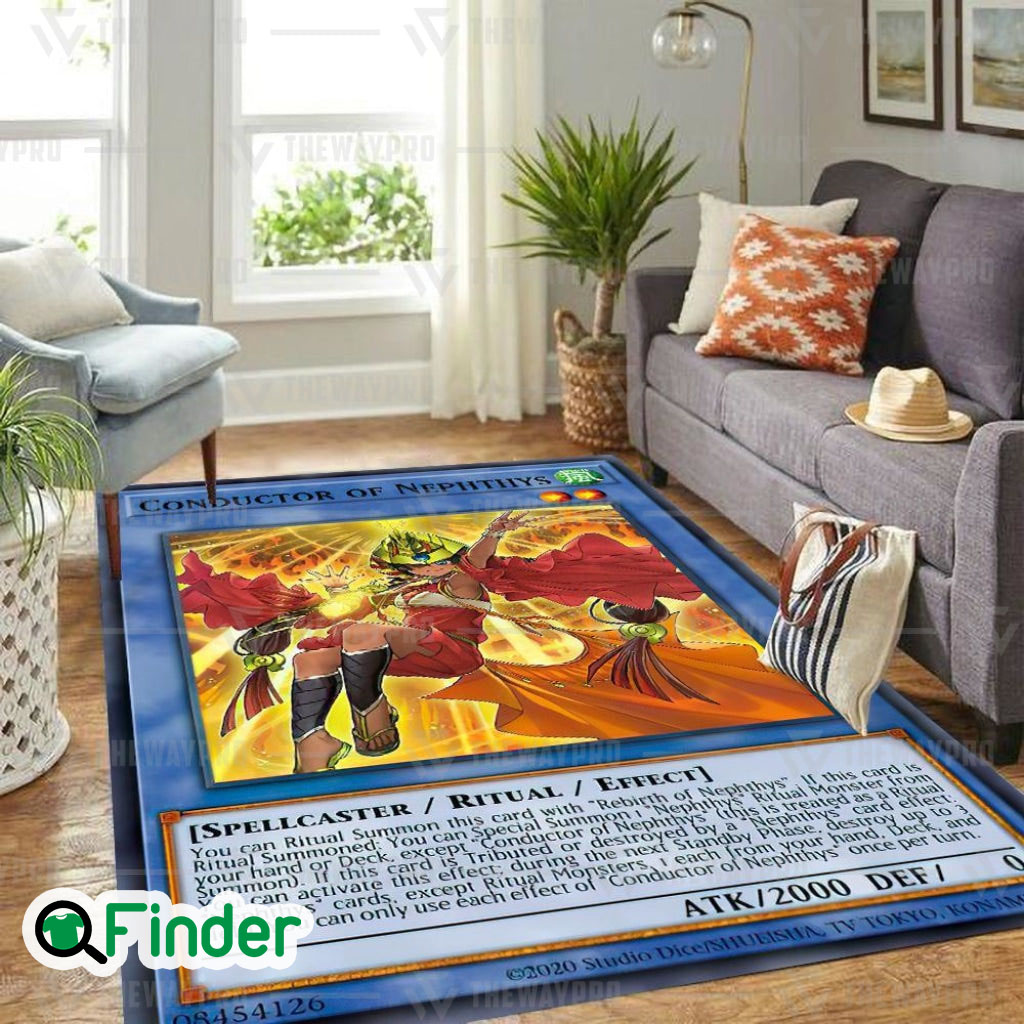 CONDUCTOR OF NEPHTHYS
風
[SPELLCASTER / RITUAL / EFFECT]
You can Ritual Summon this card with "Rebirth of Nephthys". If this card is
Ritual Summoned: You can Special Summon 1 "Nephthys" Ritual Monster from
your hand or Deck, except "Conductor of Nephthys" (this is treated as a Ritual
Summon). If this card is Tributed or destroyed by a "Nephthys" card effect:
can activate this effect; during the next Standby Phase, destroy up to 3
cards, except Ritual Monsters, 1 each from your hand, Deck, and
can only use each effect of "Conductor of Nephthys" once per turn.
ATK/2000 DEF/ 0
©2020 Studio Dice/SHUEISHA, TV TOKYO, KONAM
08454126
Finder
THEWAYPRO